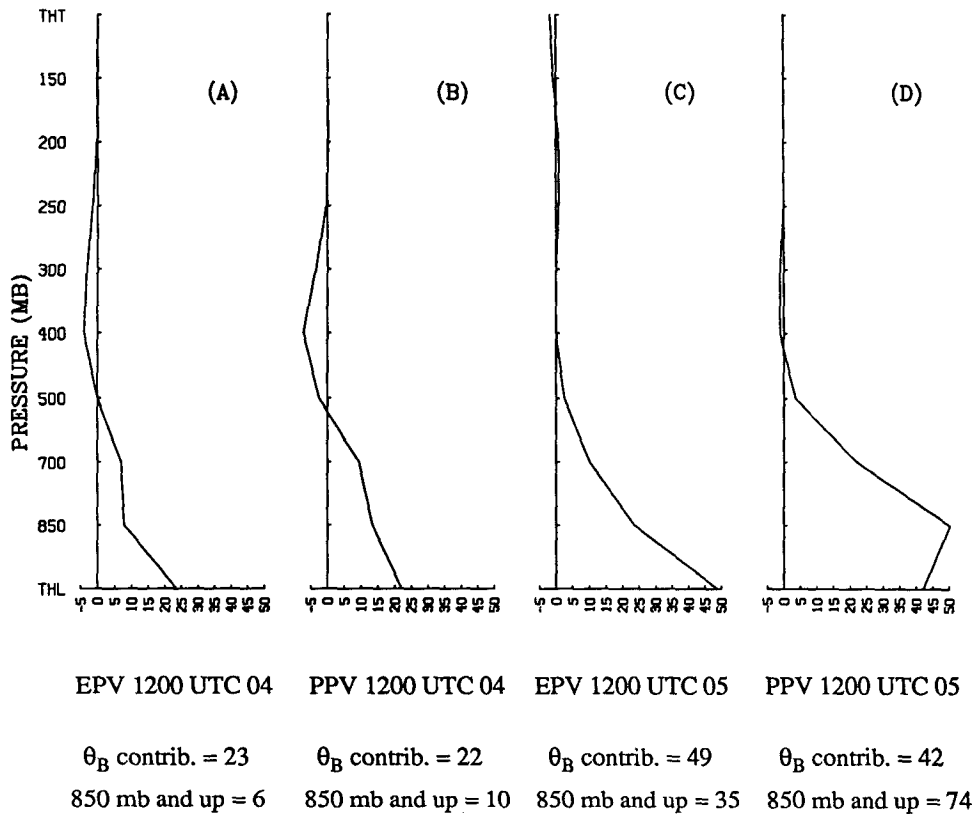 THT
150
200
250
300
400
500
700
850
THL
PRESSURE (MB)
(A)
(B)
(C)
(D)
-5 0 5 10 15 20 25 30 35 40 45 50
-5 0 5 10 15 20 25 30 35 40 45 50
-5 0 5 10 15 20 25 30 35 40 45 50
-5 0 5 10 15 20 25 30 35 40 45 50
EPV 1200 UTC 04
PPV 1200 UTC 04
EPV 1200 UTC 05
PPV 1200 UTC 05
θB contrib. = 23
θB contrib. = 22
θB contrib. = 49
θB contrib. = 42
850 mb and up = 6
850 mb and up = 10
850 mb and up = 35
850 mb and up = 74